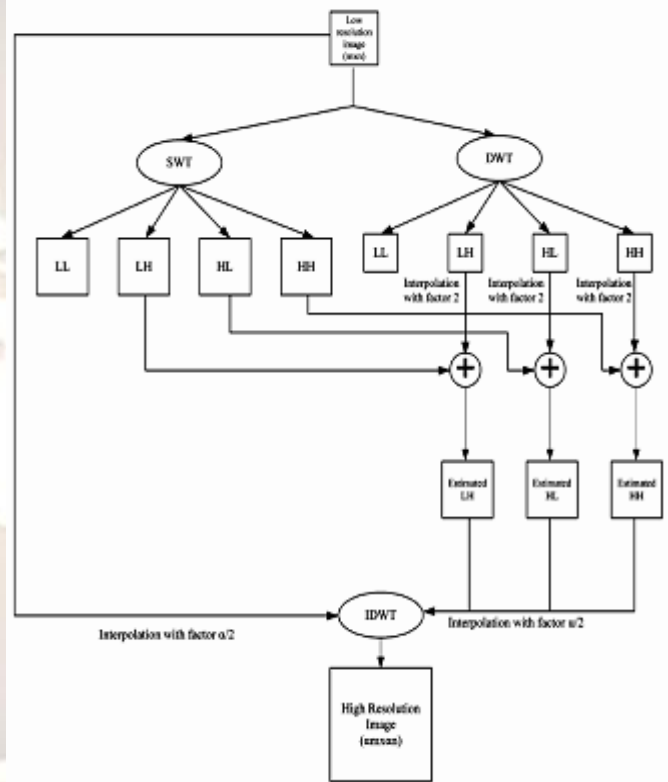 Low
resolution
image
(mxn)
SWT
DWT
LL
LH
HL
HH
LL
LH
HL
HH
Interpolation
with factor 2
Interpolation
with factor 2
Interpolation
with factor 2
+
+
+
Estimated
LH
Estimated
HL
Estimated
HH
IDWT
Interpolation with factor α/2
Interpolation with factor α/2
High Resolution
Image
(αmxαn)